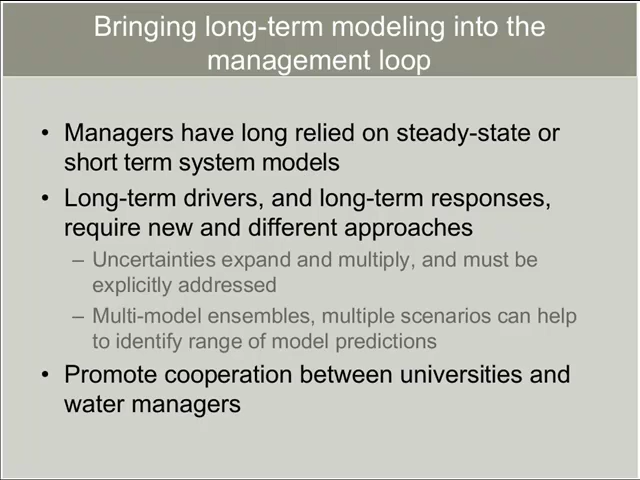 Bringing long-term modeling into the
management loop
• Managers have long relied on steady-state or
short term system models
• Long-term drivers, and long-term responses,
require new and different approaches
– Uncertainties expand and multiply, and must be
explicitly addressed
– Multi-model ensembles, multiple scenarios can help
to identify range of model predictions
• Promote cooperation between universities and
water managers